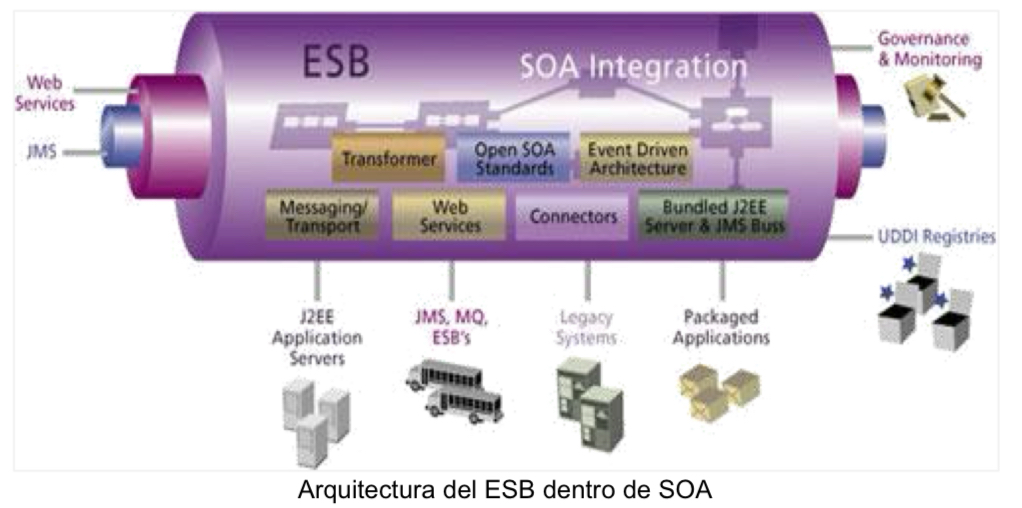 ESB
SOA Integration
Governance
& Monitoring
Web
Services
JMS
Transformer
Open SOA
Standards
Event Driven
Architecture
Messaging/
Transport
Web
Services
Connectors
Bundled J2EE
Server & JMS Buss
UDDI Registries
J2EE
Application
Servers
JMS, MQ,
ESB's
Legacy
Systems
Packaged
Applications
Arquitectura del ESB dentro de SOA